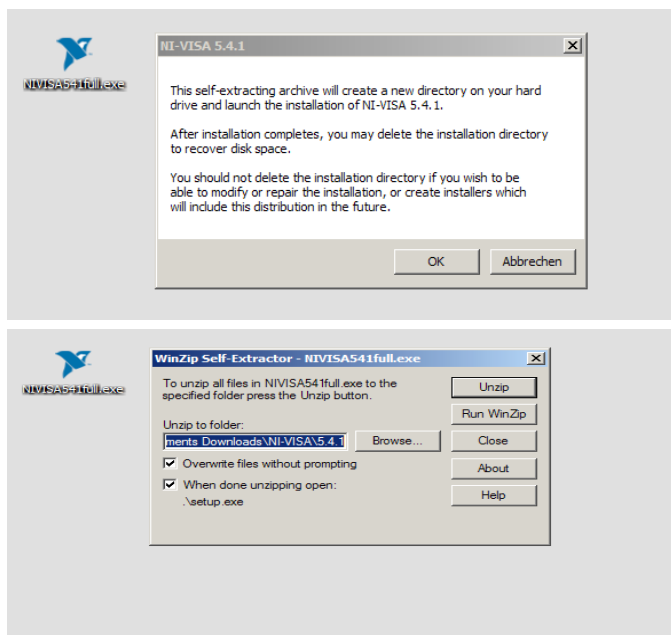 NI-VISA 5.4.1
NIVISA541full.exe
This self-extracting archive will create a new directory on your hard
drive and launch the installation of NI-VISA 5.4.1.
After installation completes, you may delete the installation directory
to recover disk space.
You should not delete the installation directory if you wish to be
able to modify or repair the installation, or create installers which
will include this distribution in the future.
OK
Abbrechen
WinZip Self-Extractor - NIVISA541full.exe
NIVISA541full.exe
To unzip all files in NIVISA541full.exe to the
specified folder press the Unzip button.
Unzip to folder:
ments Downloads\NI-VISA\5.4.1
Browse...
Overwrite files without prompting
When done unzipping open:
.\setup.exe
Unzip
Run WinZip
Close
About
Help